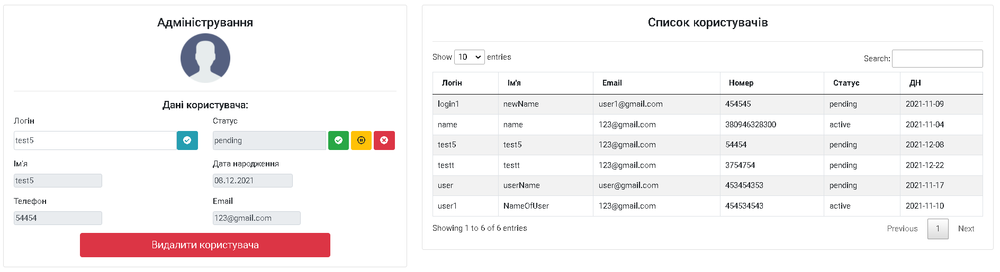 Адміністрування
Дані користувача:
Логін Статус
test5 pending
Ім'я Дата народження
test5 08.12.2021
Телефон Email
54454 123@gmail.com
Видалити користувача
Список користувачів
Show 10 entries Search:
Логін Ім'я Email Номер Статус ДН
login1 newName user1@gmail.com 454545 pending 2021-11-09
name name 123@gmail.com 380946328300 active 2021-11-04
test5 test5 123@gmail.com 54454 pending 2021-12-08
testt testt 123@gmail.com 3754754 pending 2021-12-22
user userName user@gmail.com 453454353 pending 2021-11-17
user1 NameOfUser 123@gmail.com 454534543 active 2021-11-10
Showing 1 to 6 of 6 entries Previous 1 Next